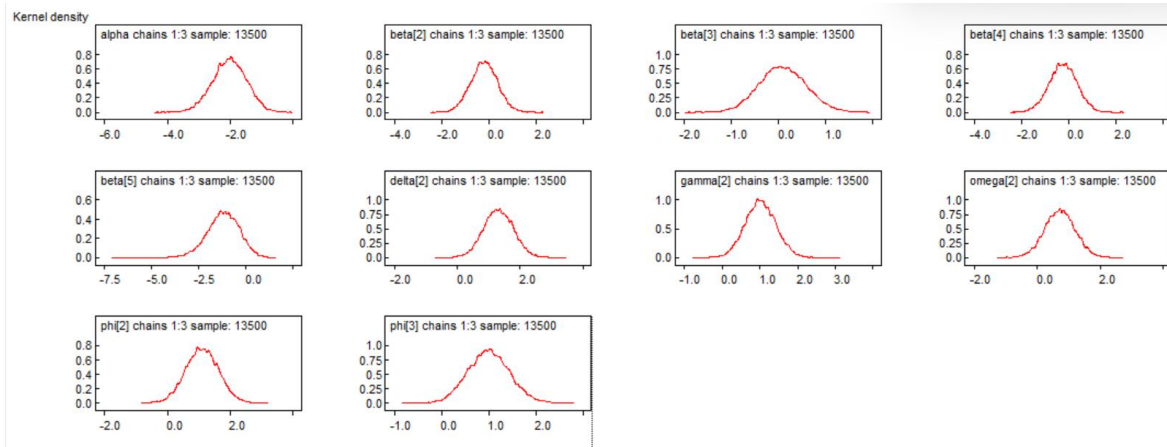 Kernel density
alpha chains 1:3 sample: 13500
0.8
0.6
0.4
0.2
0.0
-6.0 -4.0 -2.0
beta[2] chains 1:3 sample: 13500
0.8
0.6
0.4
0.2
0.0
-4.0 -2.0 0.0 2.0
beta[3] chains 1:3 sample: 13500
1.0
0.75
0.5
0.25
0.0
-2.0 -1.0 0.0 1.0
beta[4] chains 1:3 sample: 13500
0.8
0.6
0.4
0.2
0.0
-4.0 -2.0 0.0 2.0
beta[5] chains 1:3 sample: 13500
0.6
0.4
0.2
0.0
-7.5 -5.0 -2.5 0.0
delta[2] chains 1:3 sample: 13500
1.0
0.75
0.5
0.25
0.0
-2.0 0.0 2.0
gamma[2] chains 1:3 sample: 13500
1.0
0.5
0.0
-1.0 0.0 1.0 2.0 3.0
omega[2] chains 1:3 sample: 13500
1.0
0.75
0.5
0.25
0.0
-2.0 0.0 2.0
phi[2] chains 1:3 sample: 13500
0.8
0.6
0.4
0.2
0.0
-2.0 0.0 2.0
phi[3] chains 1:3 sample: 13500
1.0
0.75
0.5
0.25
0.0
-1.0 0.0 1.0 2.0